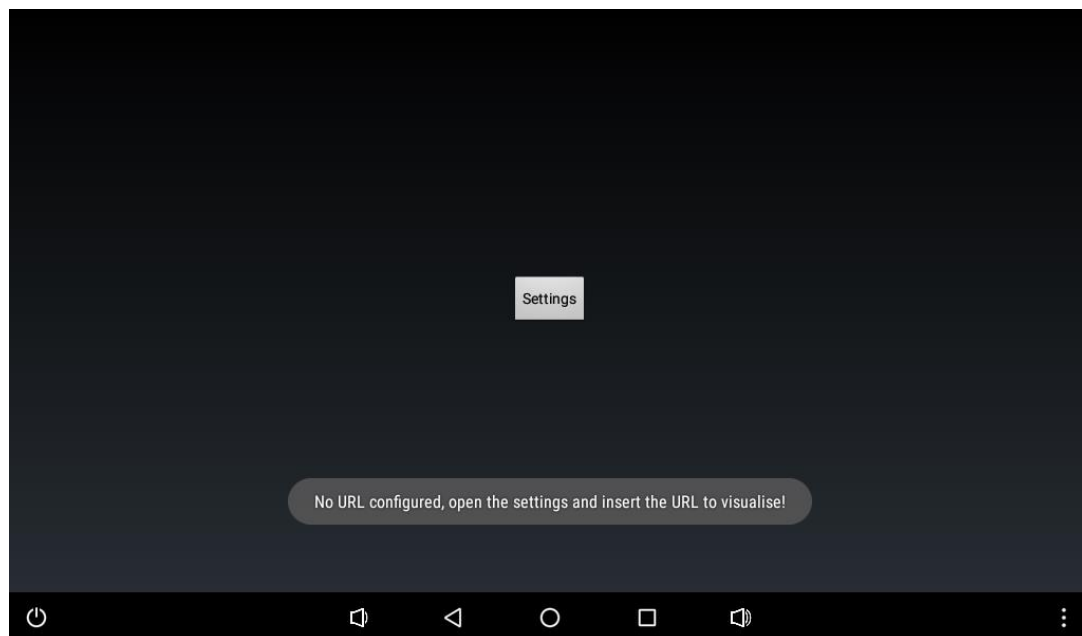 Settings
No URL configured, open the settings and insert the URL to visualise!